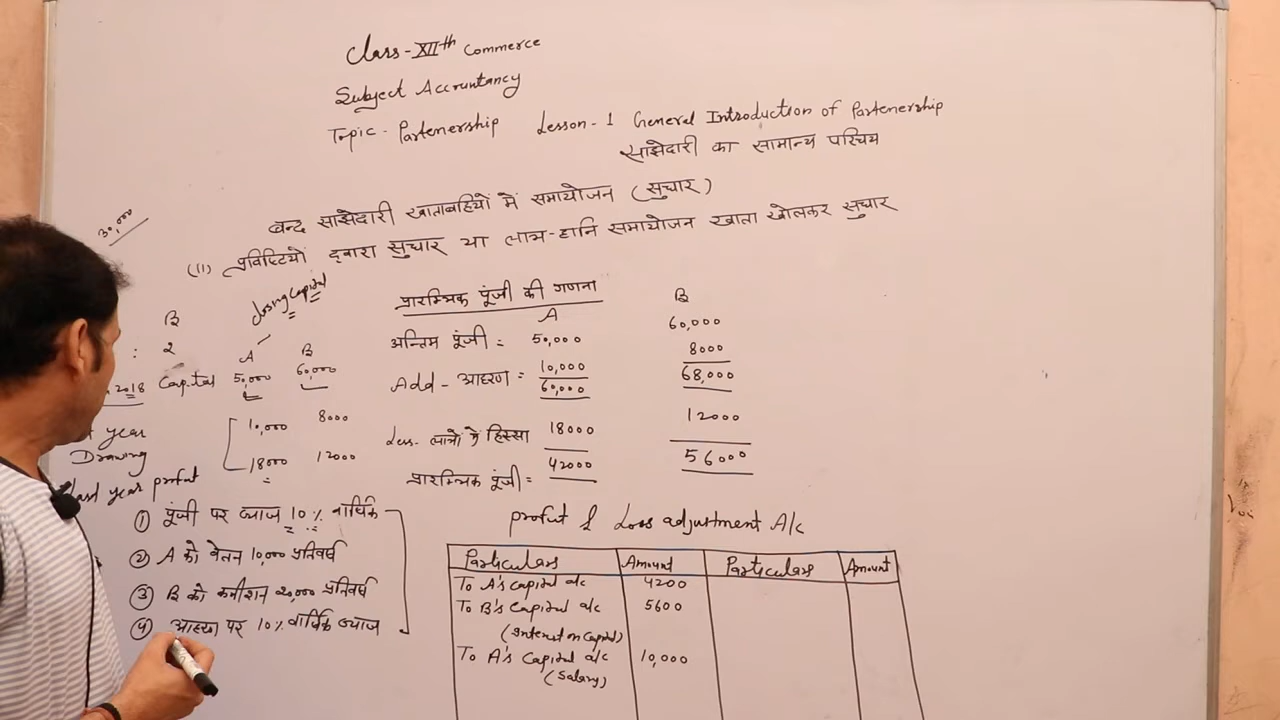 Class-XIIth Commerce
Subject Accountancy
Topic- Partenership Lesson-1 General Introduction of Partenership
साझेदारी का सामान्य परिचय
बन्द साझेदारी खाताबहियों में समायोजन (सुधार)
(11) प्रविष्टियों द्वारा सुधार या लाभ-हानि समायोजन खाता खोलकर सुधार
30,000
closing Capital
प्रारम्भिक पूंजी की गणना
B
A B
: 2
अन्तिम पूंजी = 50,000 60,000
A B
2018 Capital 50,000 60,000
8000
Add- आहरण = 10,000
60,000 68,000
year 10,000 8000
Drawing
Less- लाभों में हिस्सा 18000 12000
18000 12000
42000 56000
last year profit
प्रारम्भिक पूंजी =
① पूंजी पर ब्याज 10% वार्षिक
② A को वेतन 10,000 प्रतिवर्ष
③ B को कमीशन 20,000 प्रतिवर्ष
④ आहरण पर 10% वार्षिक ब्याज
profit & Loss adjustment A/c
Particulars Amount Particulars Amount
To A's Capital a/c 4200
To B's Capital a/c 5600
(Interest on Capital)
To A's Capital a/c 10,000
(Salary)